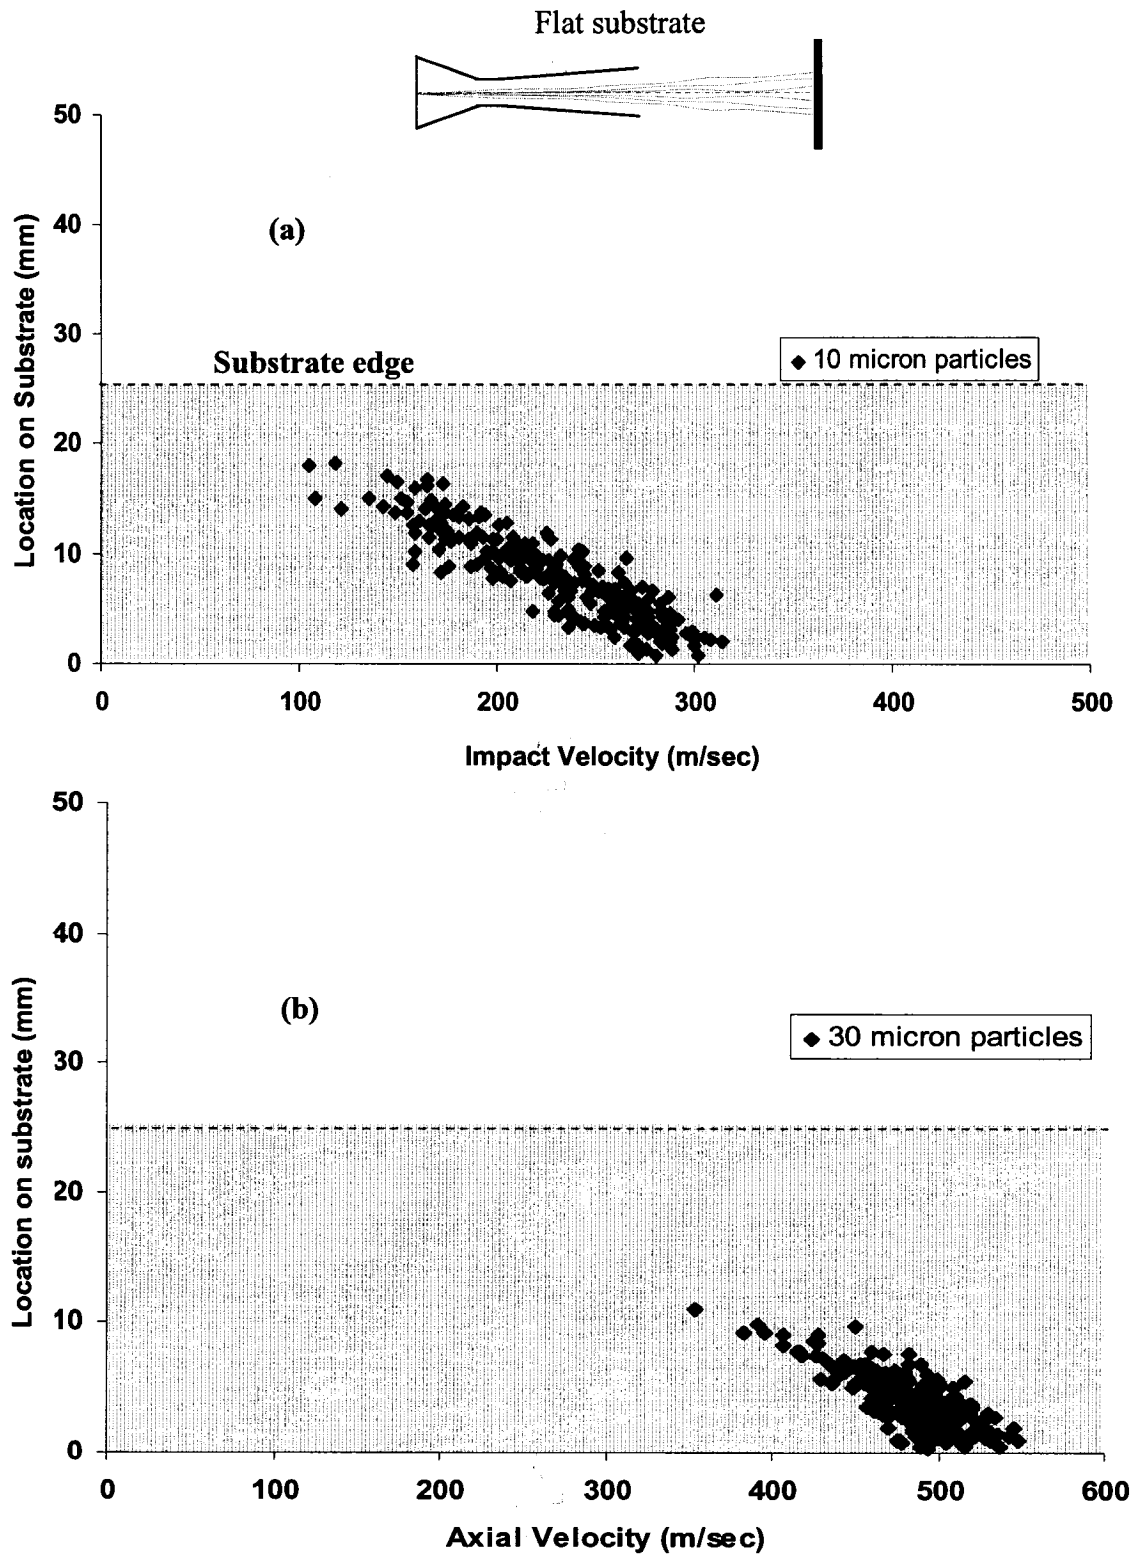 Flat substrate
50
40
(a)
30
10 micron particles
Substrate edge
20
10
0
Location on Substrate (mm)
0 100 200 300 400 500
Impact Velocity (m/sec)
50
40
(b)
30 micron particles
30
20
10
0
Location on substrate (mm)
0 100 200 300 400 500 600
Axial Velocity (m/sec)